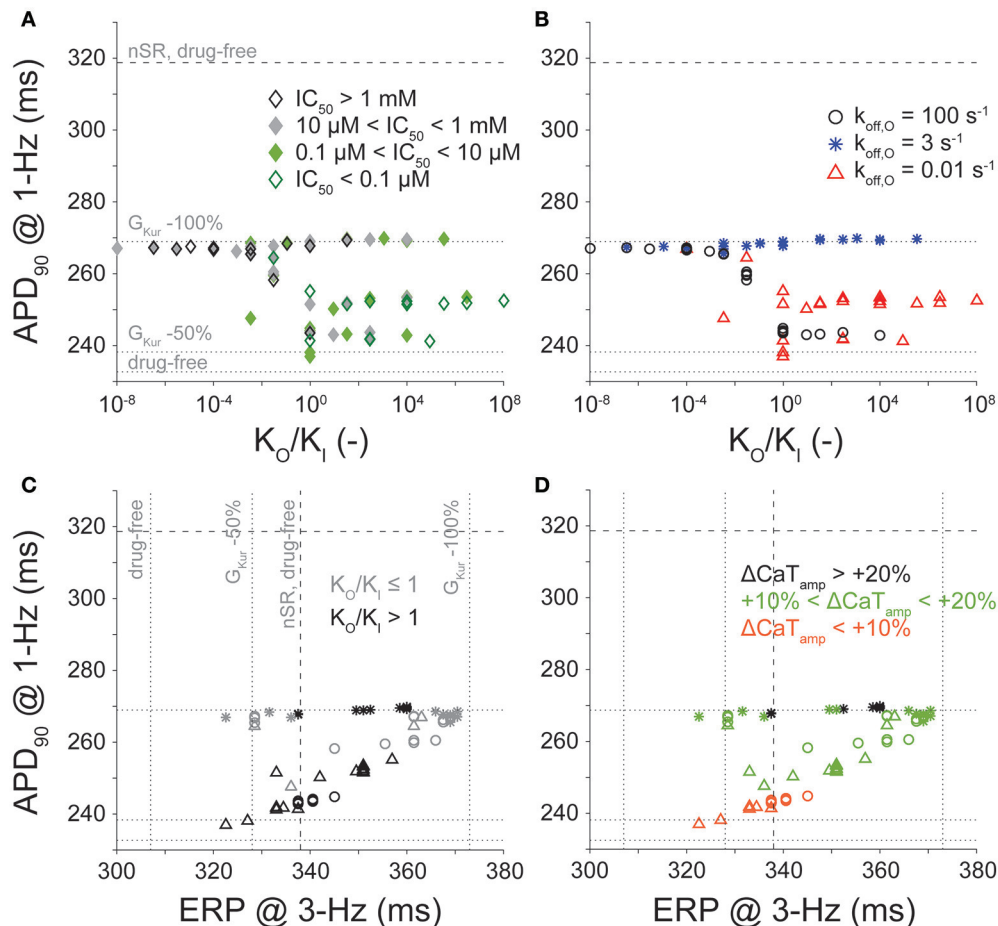 A
B
APD90 @ 1-Hz (ms)
320
300
280
260
240
nSR, drug-free
IC50 > 1 mM
10 µM < IC50 < 1 mM
0.1 µM < IC50 < 10 µM
IC50 < 0.1 µM
GKur -100%
GKur -50%
drug-free
10-8
10-4
100
104
108
KO/KI (-)
320
300
280
260
240
koff,O = 100 s-1
koff,O = 3 s-1
koff,O = 0.01 s-1
10-8
10-4
100
104
108
KO/KI (-)
C
D
APD90 @ 1-Hz (ms)
320
300
280
260
240
drug-free
GKur -50%
nSR, drug-free
GKur -100%
KO/KI ≤ 1
KO/KI > 1
300
320
340
360
380
ERP @ 3-Hz (ms)
320
300
280
260
240
ΔCaTamp > +20%
+10% < ΔCaTamp < +20%
ΔCaTamp < +10%
300
320
340
360
380
ERP @ 3-Hz (ms)